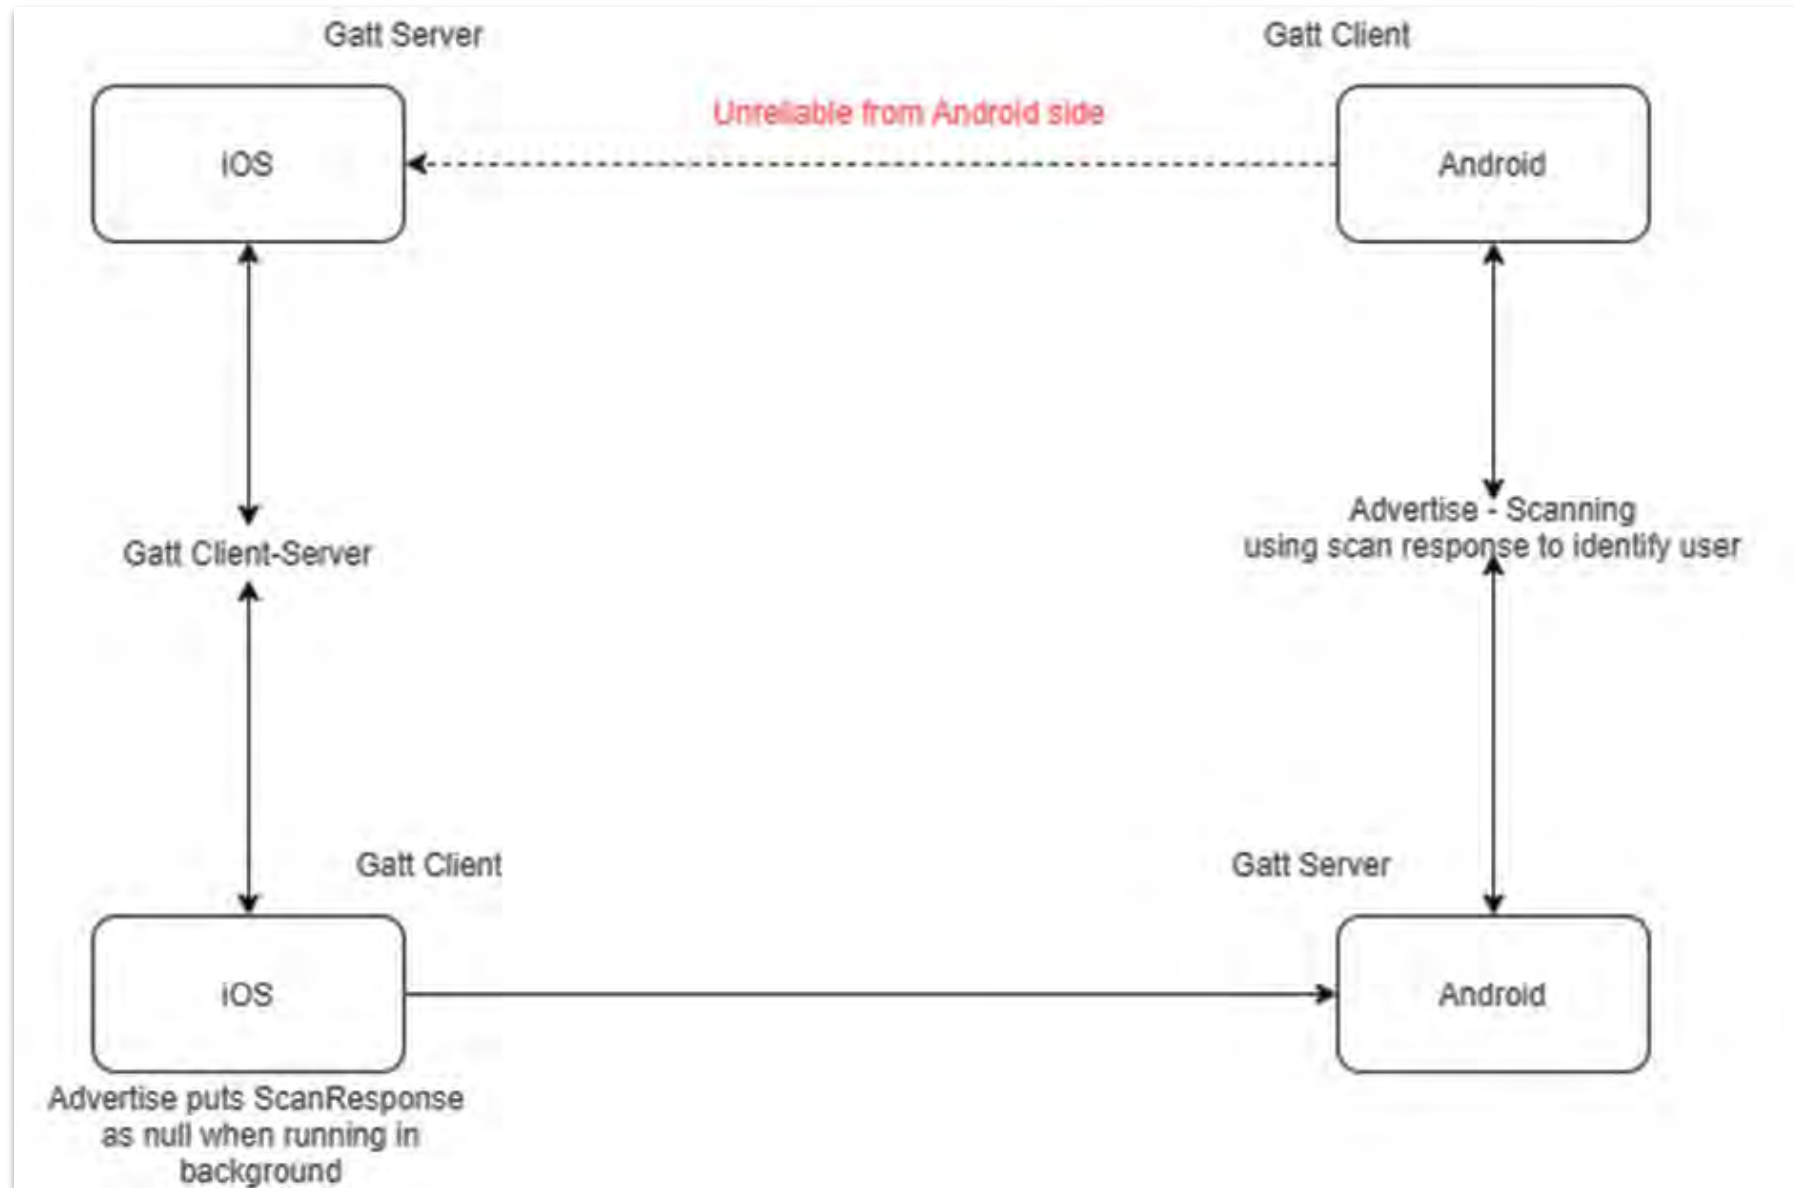 Gatt Server
Gatt Client
Unreliable from Android side
iOS
Android
Gatt Client-Server
Advertise - Scanning
using scan response to identify user
Gatt Client
Gatt Server
iOS
Android
Advertise puts ScanResponse
as null when running in
background